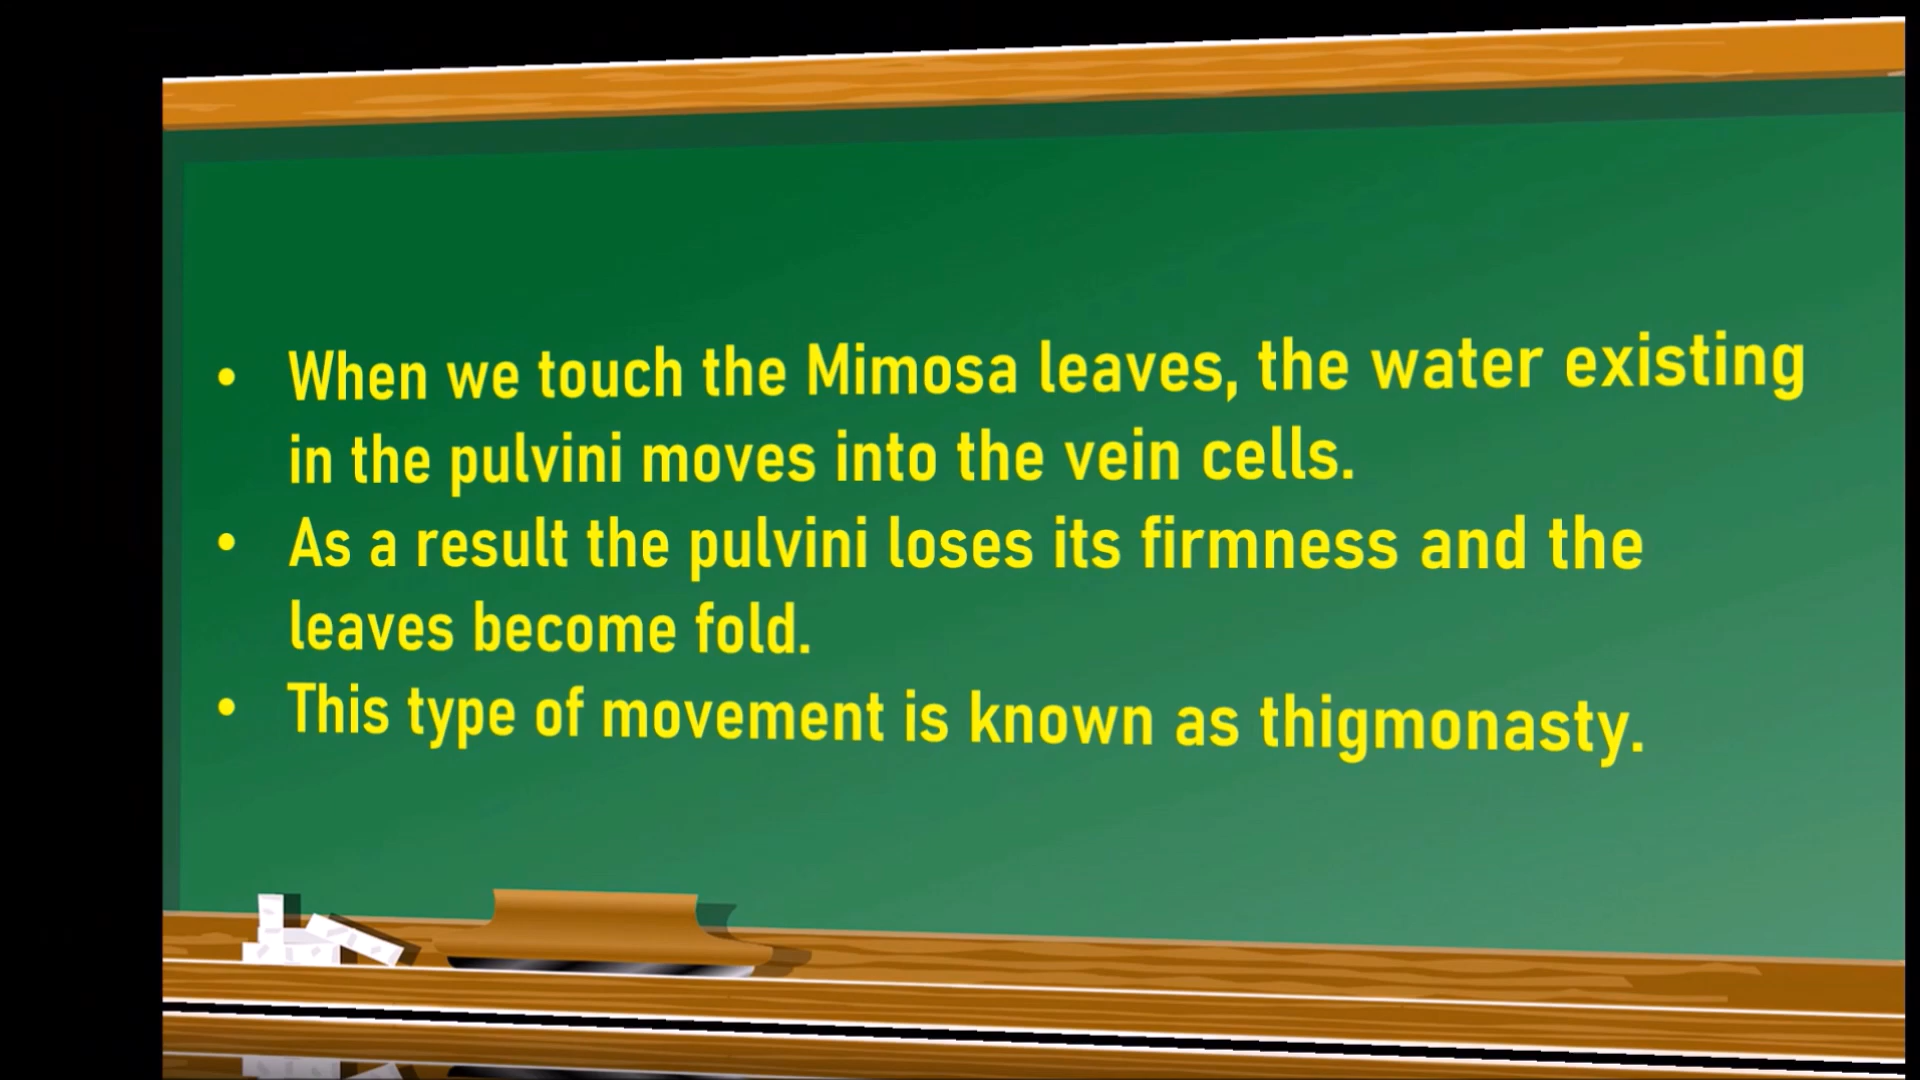 • When we touch the Mimosa leaves, the water existing
in the pulvini moves into the vein cells.
• As a result the pulvini loses its firmness and the
leaves become fold.
• This type of movement is known as thigmonasty.